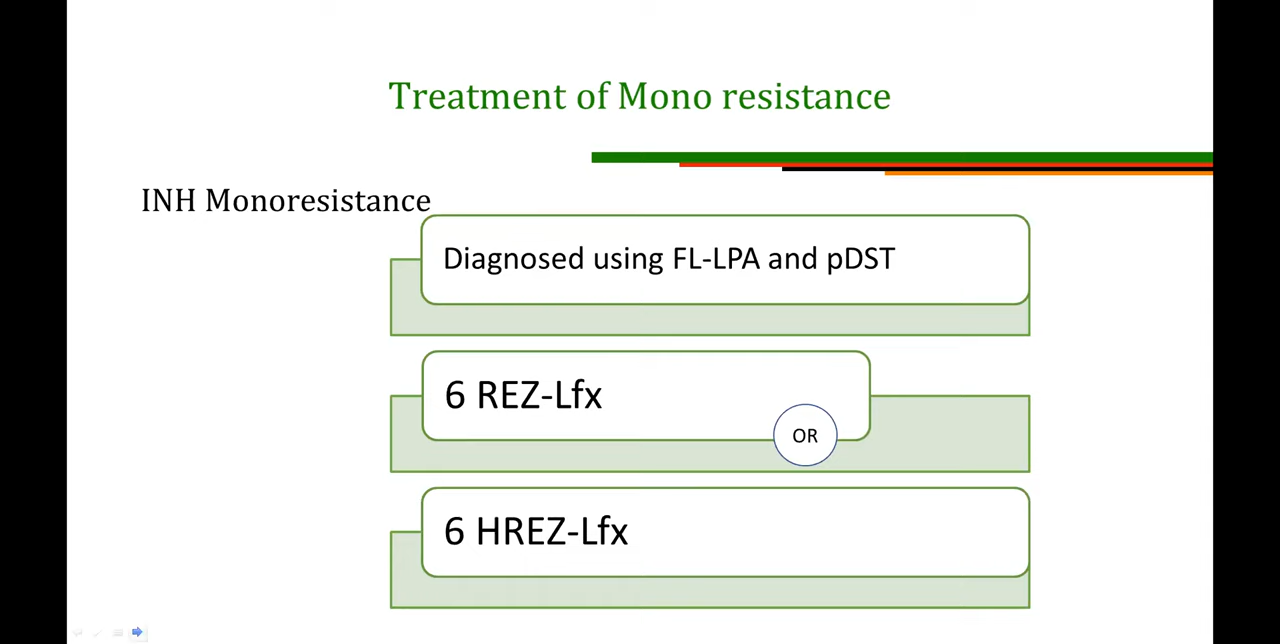 Treatment of Mono resistance
INH Monoresistance
Diagnosed using FL-LPA and pDST
6 REZ-Lfx
OR
6 HREZ-Lfx